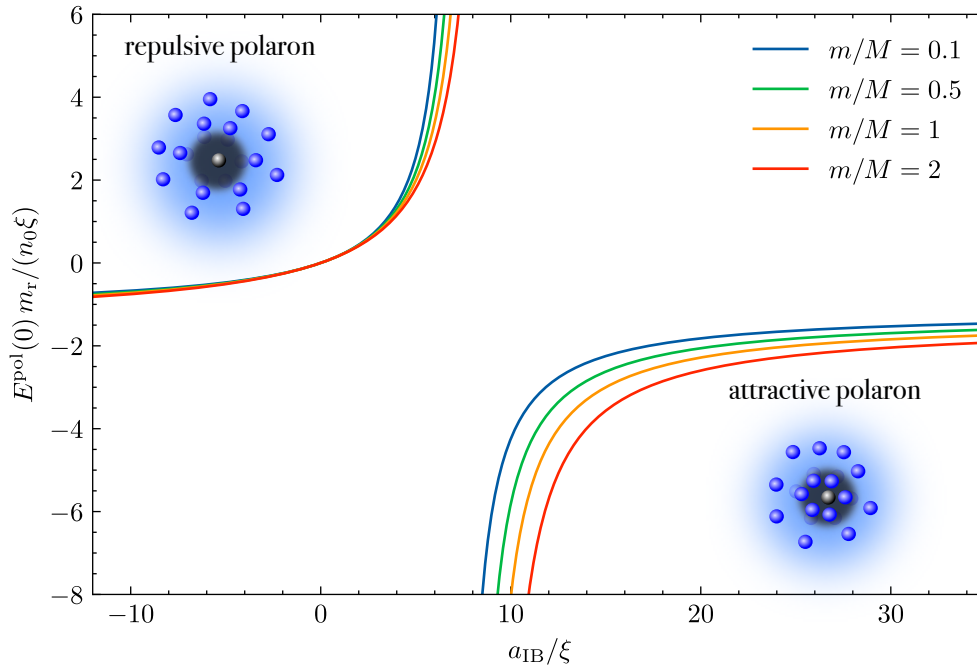 repulsive polaron
m/M = 0.1
m/M = 0.5
m/M = 1
m/M = 2
6
4
2
0
−2
−4
−6
−8
E^pol(0) m_r/(n_0ξ)
attractive polaron
−10 0 10 20 30
a_IB/ξ